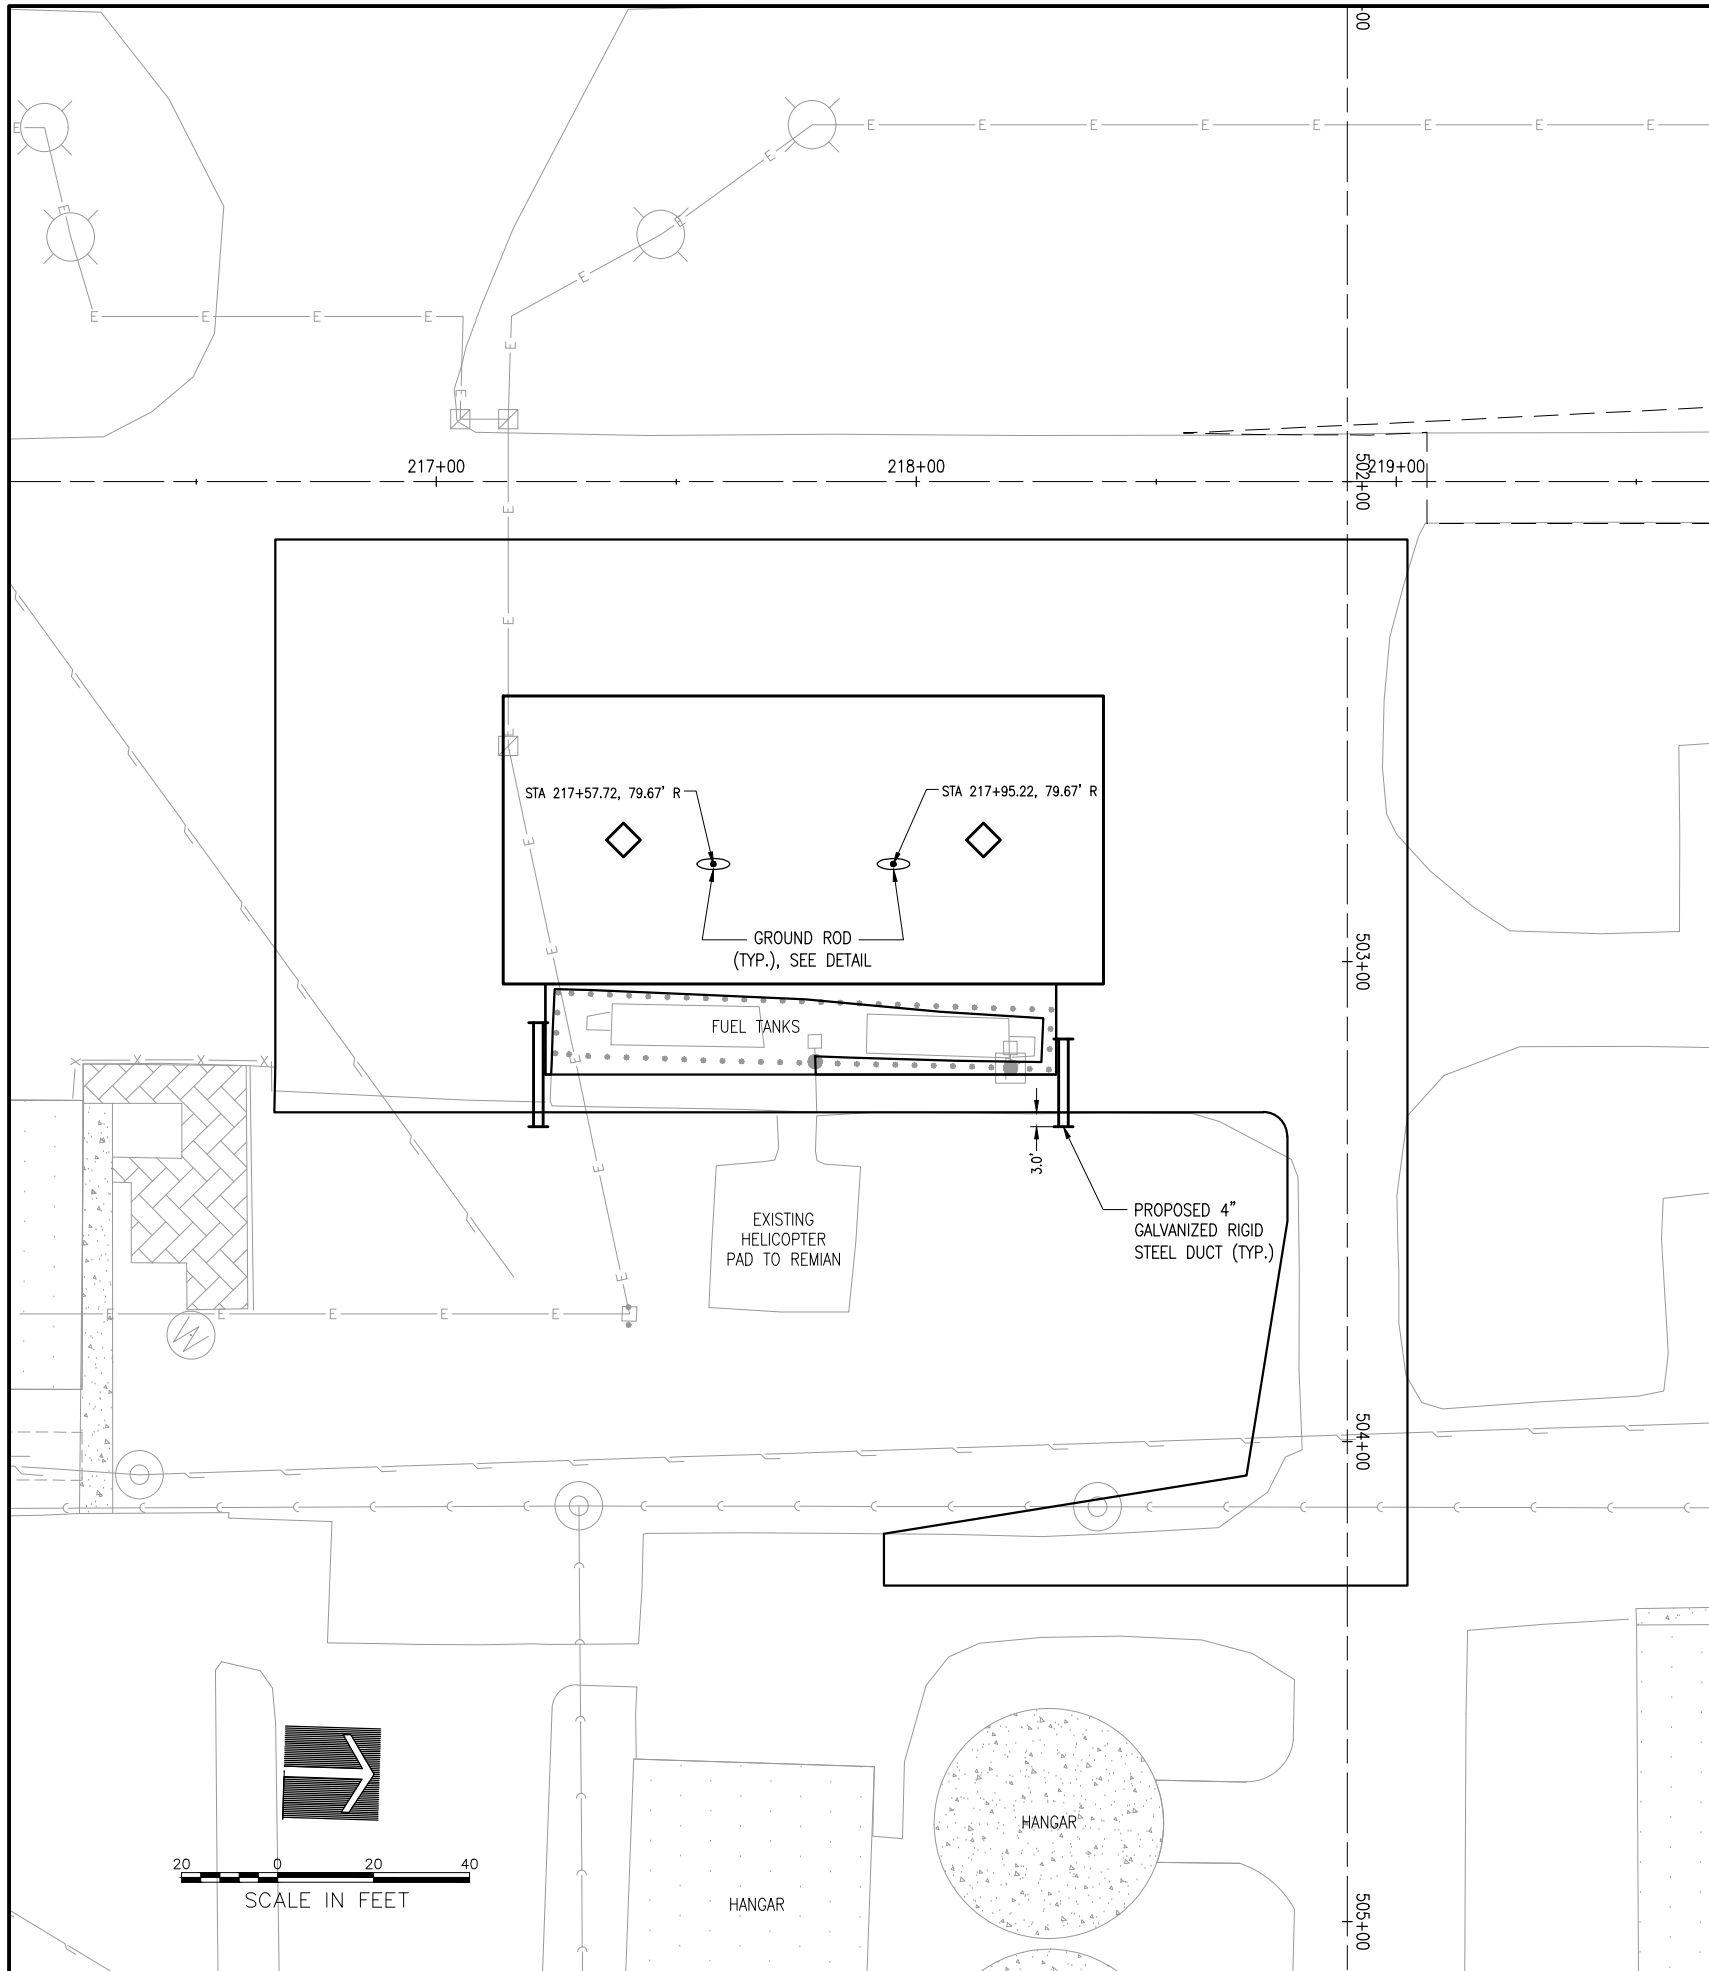 217+00
218+00
219+00
502+00
STA 217+57.72, 79.67' R
STA 217+95.22, 79.67' R
GROUND ROD
(TYP.), SEE DETAIL
503+00
FUEL TANKS
3.0'
PROPOSED 4"
GALVANIZED RIGID
STEEL DUCT (TYP.)
EXISTING
HELICOPTER
PAD TO REMIAN
504+00
HANGAR
HANGAR
505+00
20 0 20 40
SCALE IN FEET